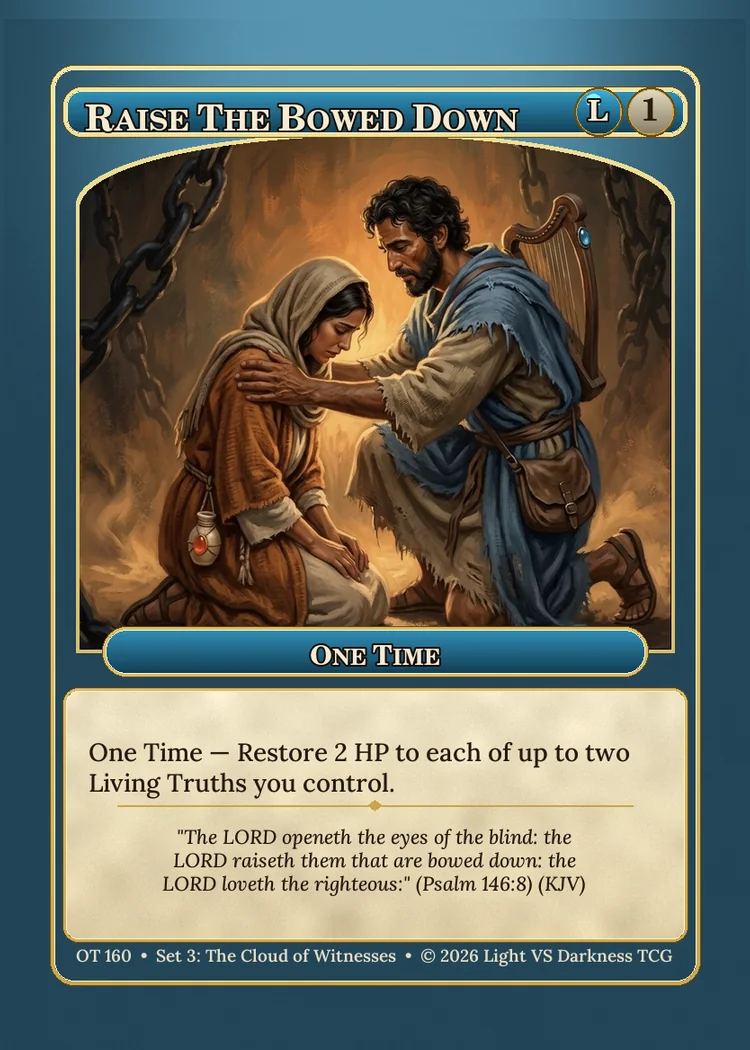 Raise The Bowed Down L 1
One Time
One Time — Restore 2 HP to each of up to two
Living Truths you control.
"The LORD openeth the eyes of the blind: the
LORD raiseth them that are bowed down: the
LORD loveth the righteous:" (Psalm 146:8) (KJV)
OT 160 • Set 3: The Cloud of Witnesses • © 2026 Light VS Darkness TCG